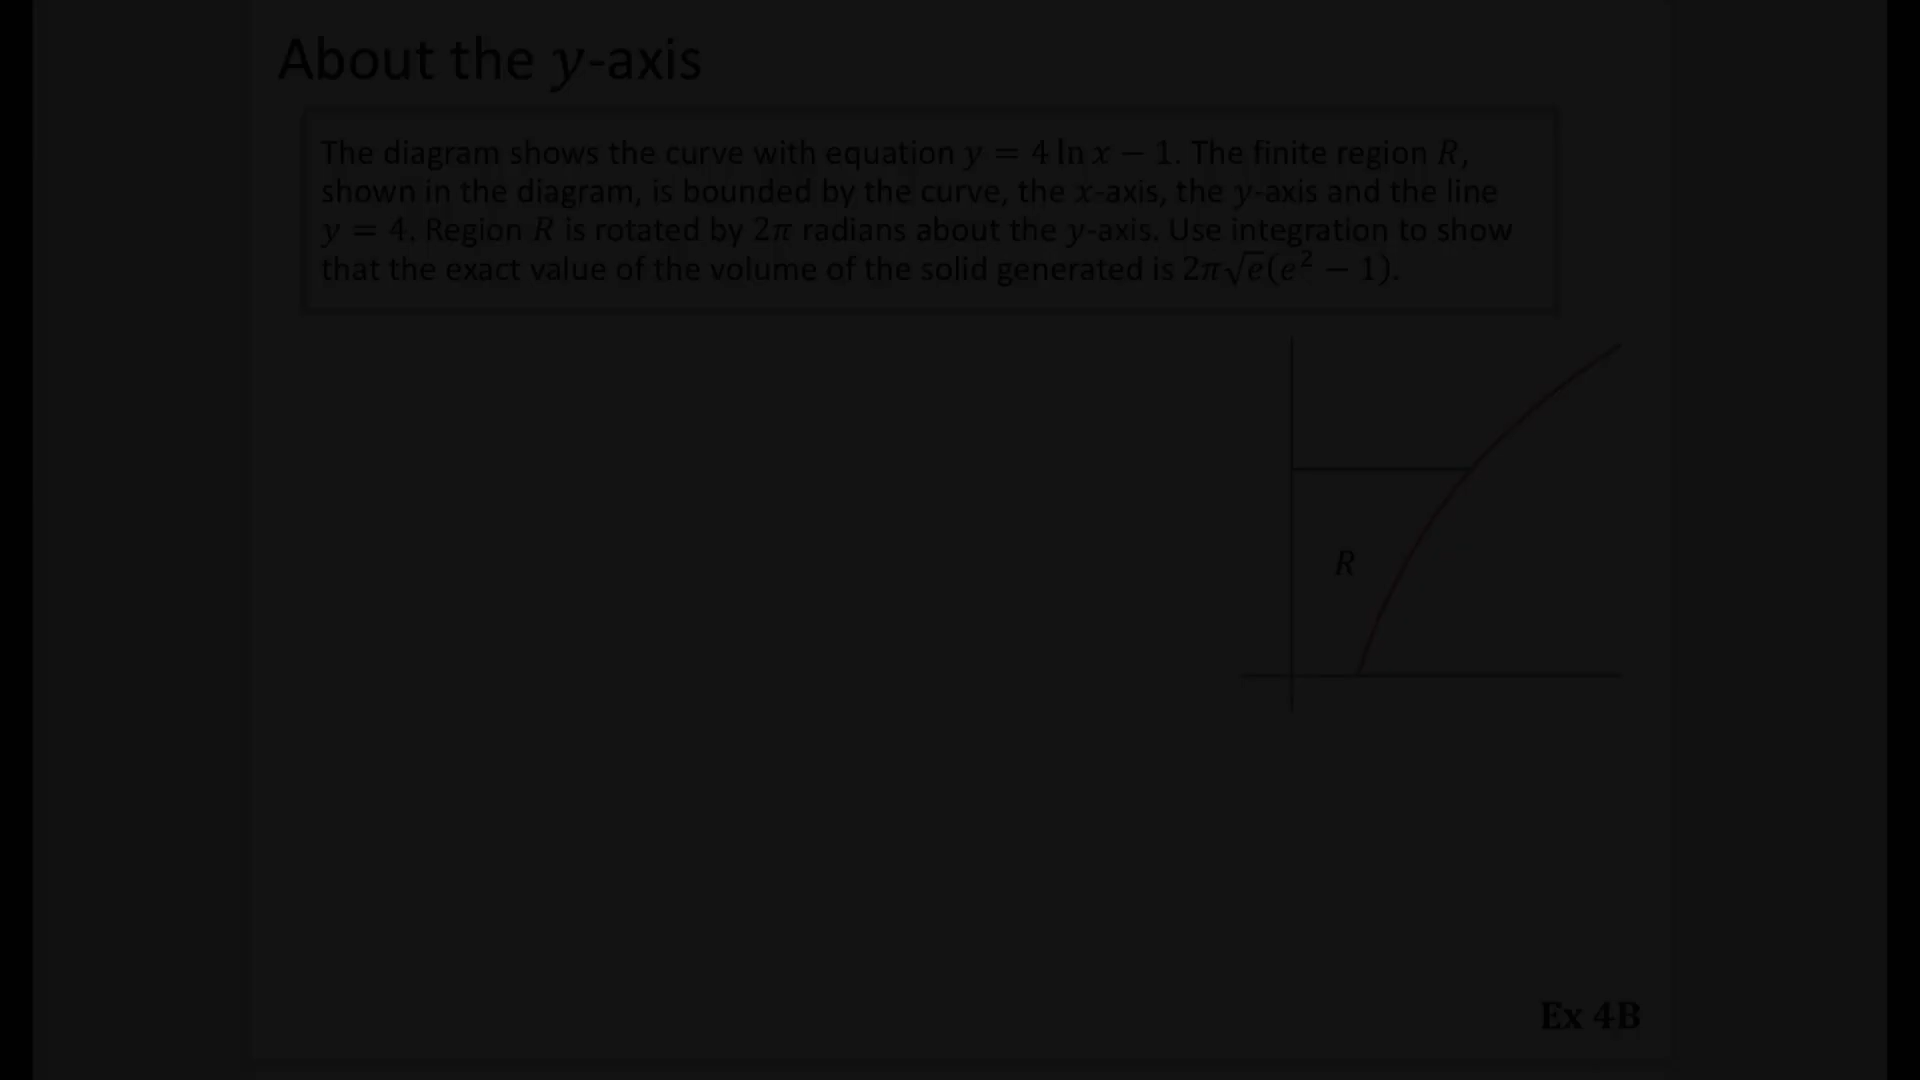 About the y-axis
The diagram shows the curve with equation y = 4 ln x − 1. The finite region R,
shown in the diagram, is bounded by the curve, the x-axis, the y-axis and the line
y = 4. Region R is rotated by 2π radians about the y-axis. Use integration to show
that the exact value of the volume of the solid generated is 2π√e(e² − 1).
R
Ex 4B